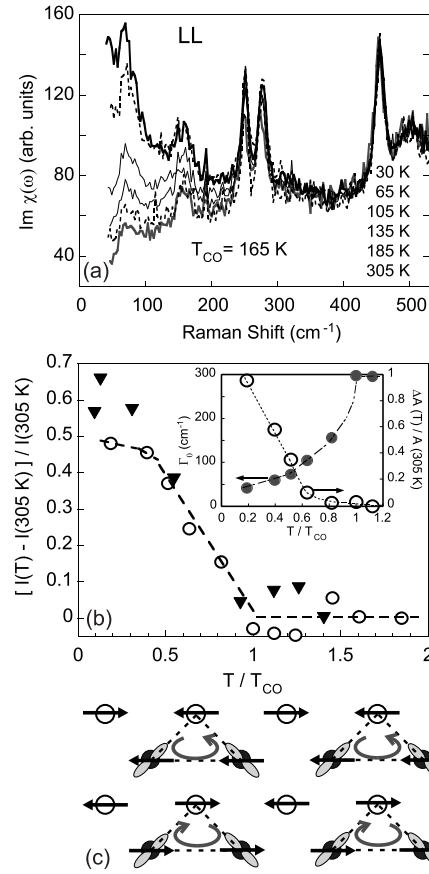 LL
160
120
80
40
Im χ(ω) (arb. units)
30 K
65 K
105 K
135 K
185 K
305 K
T_CO = 165 K
(a)
0 100 200 300 400 500
Raman Shift (cm⁻¹)
0.7
0.6
0.5
0.4
0.3
0.2
0.1
0
[ I(T) - I(305 K) ] / I(305 K)
300
200
100
50
0
Γ₀ (cm⁻¹)
1
0.8
0.6
0.4
0.2
0
ΔA (T) / A (305 K)
0 0.2 0.4 0.6 0.8 1 1.2
T / T_CO
(b)
0 0.5 1 1.5 2
T / T_CO
(c)